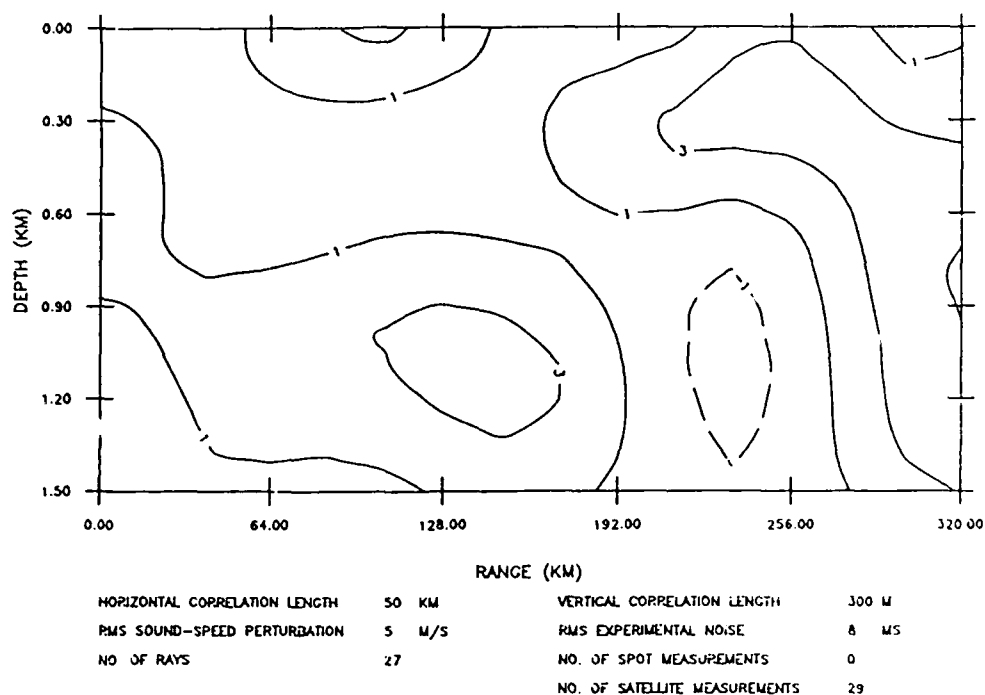 0.00
1
1
0.30
3
1
0.60
1
DEPTH (KM)
0.90
3
1.20
1
1.50
0.00 64.00 128.00 192.00 256.00 320.00
RANGE (KM)
HORIZONTAL CORRELATION LENGTH 50 KM VERTICAL CORRELATION LENGTH 300 M
RMS SOUND-SPEED PERTURBATION 5 M/S RMS EXPERIMENTAL NOISE 8 MS
NO OF RAYS 27 NO. OF SPOT MEASUREMENTS 0
NO. OF SATELLITE MEASUREMENTS 29